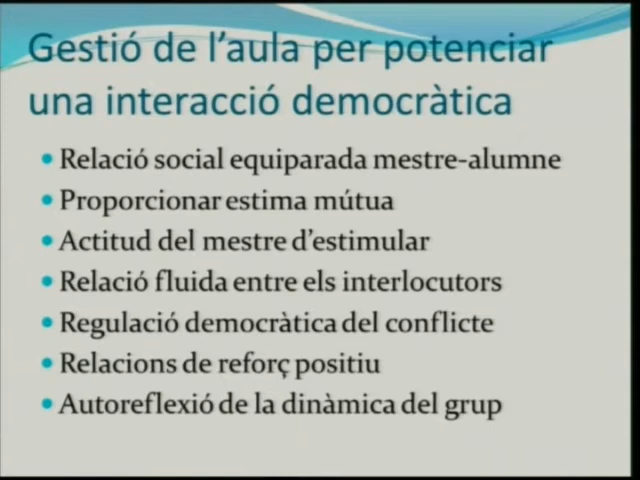 Gestió de l'aula per potenciar
una interacció democràtica
• Relació social equiparada mestre-alumne
• Proporcionar estima mútua
• Actitud del mestre d'estimular
• Relació fluida entre els interlocutors
• Regulació democràtica del conflicte
• Relacions de reforç positiu
• Autoreflexió de la dinàmica del grup